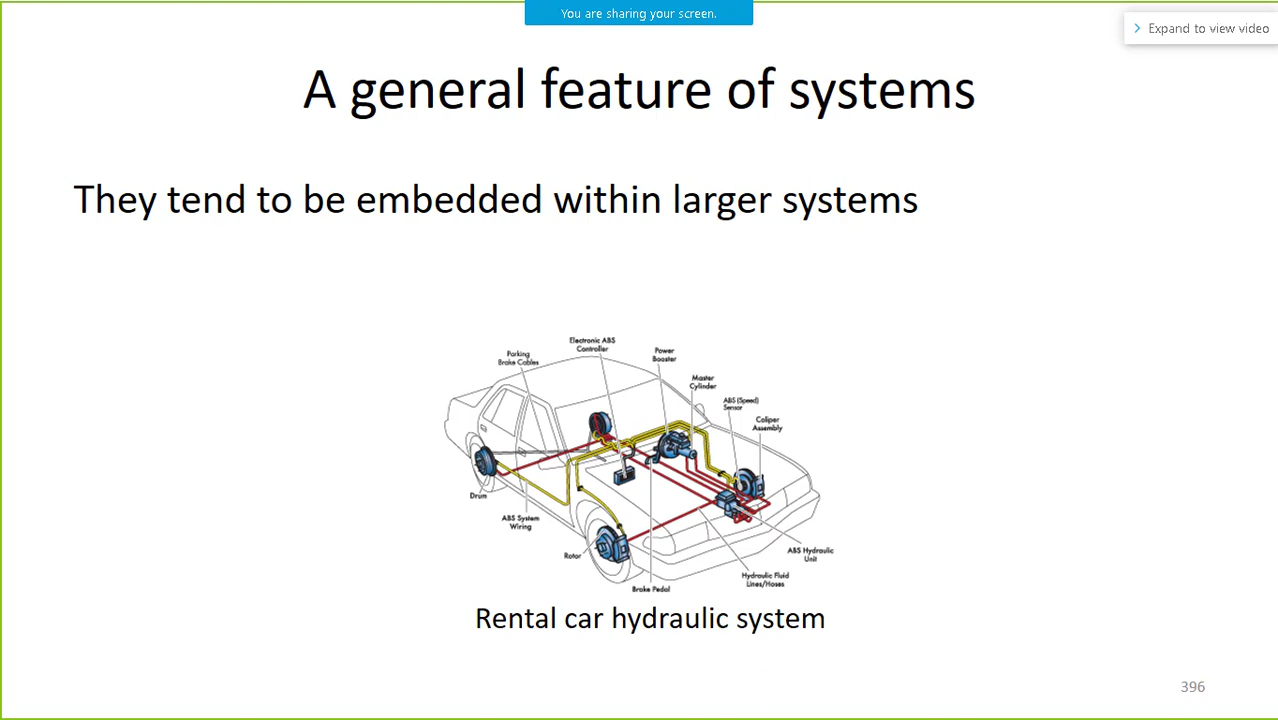 You are sharing your screen.
Expand to view video
A general feature of systems
They tend to be embedded within larger systems
Electronic ABS
Controller
Parking
Brake Cables
Power
Booster
Master
Cylinder
ABS (Speed)
Sensor
Caliper
Assembly
Drum
ABS System
Wiring
Rotor
ABS Hydraulic
Unit
Hydraulic Fluid
Lines/Hoses
Brake Pedal
Rental car hydraulic system
396